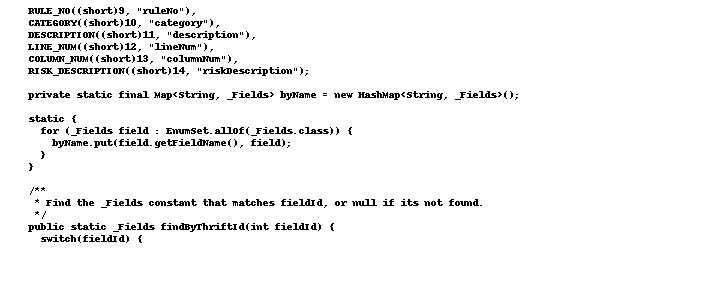 RULE_NO((short)9, "ruleNo"),
CATEGORY((short)10, "category"),
DESCRIPTION((short)11, "description"),
LINE_NUM((short)12, "lineNum"),
COLUMN_NUM((short)13, "columnNum"),
RISK_DESCRIPTION((short)14, "riskDescription");
private static final Map<String, _Fields> byName = new HashMap<String, _Fields>();
static {
for (_Fields field : EnumSet.allOf(_Fields.class)) {
byName.put(field.getFieldName(), field);
}
}
/**
* Find the _Fields constant that matches fieldId, or null if its not found.
*/
public static _Fields findByThriftId(int fieldId) {
switch(fieldId) {